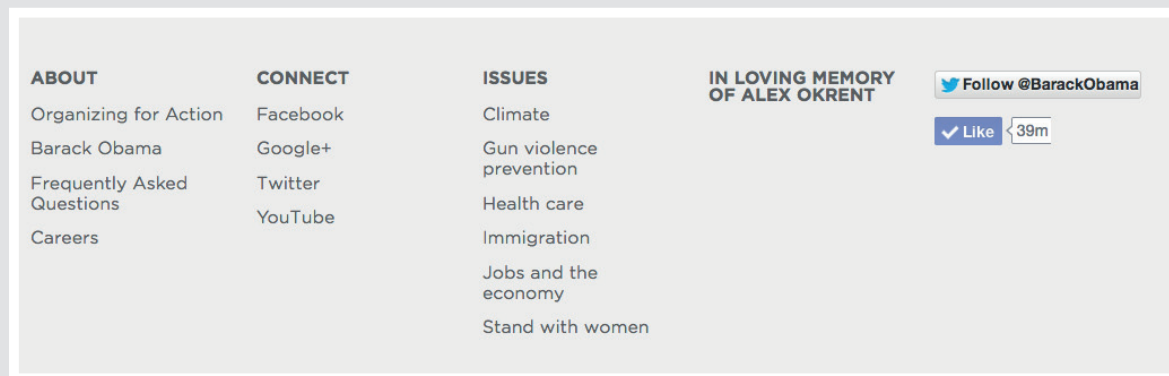 ABOUT
Organizing for Action
Barack Obama
Frequently Asked
Questions
Careers
CONNECT
Facebook
Google+
Twitter
YouTube
ISSUES
Climate
Gun violence
prevention
Health care
Immigration
Jobs and the
economy
Stand with women
IN LOVING MEMORY
OF ALEX OKRENT
Follow @BarackObama
Like 39m